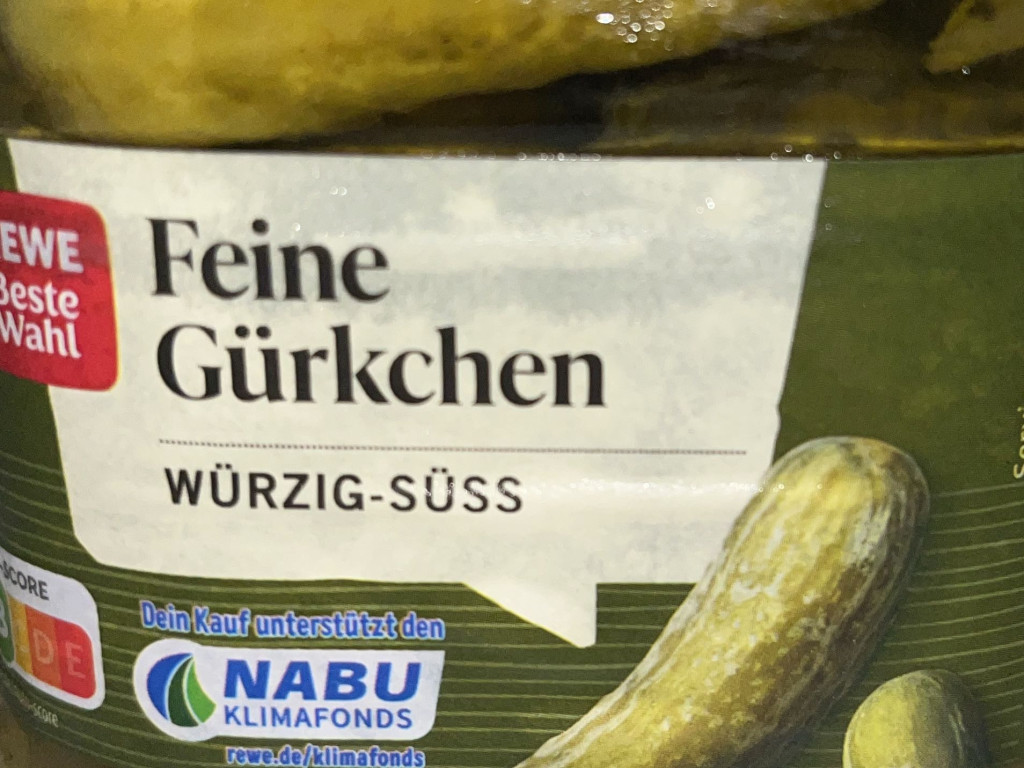 EWE
Beste
Wahl
Feine
Gürkchen
WÜRZIG-SÜSS
-SCORE
D E
Dein Kauf unterstützt den
NABU
KLIMAFONDS
rewe.de/klimafonds